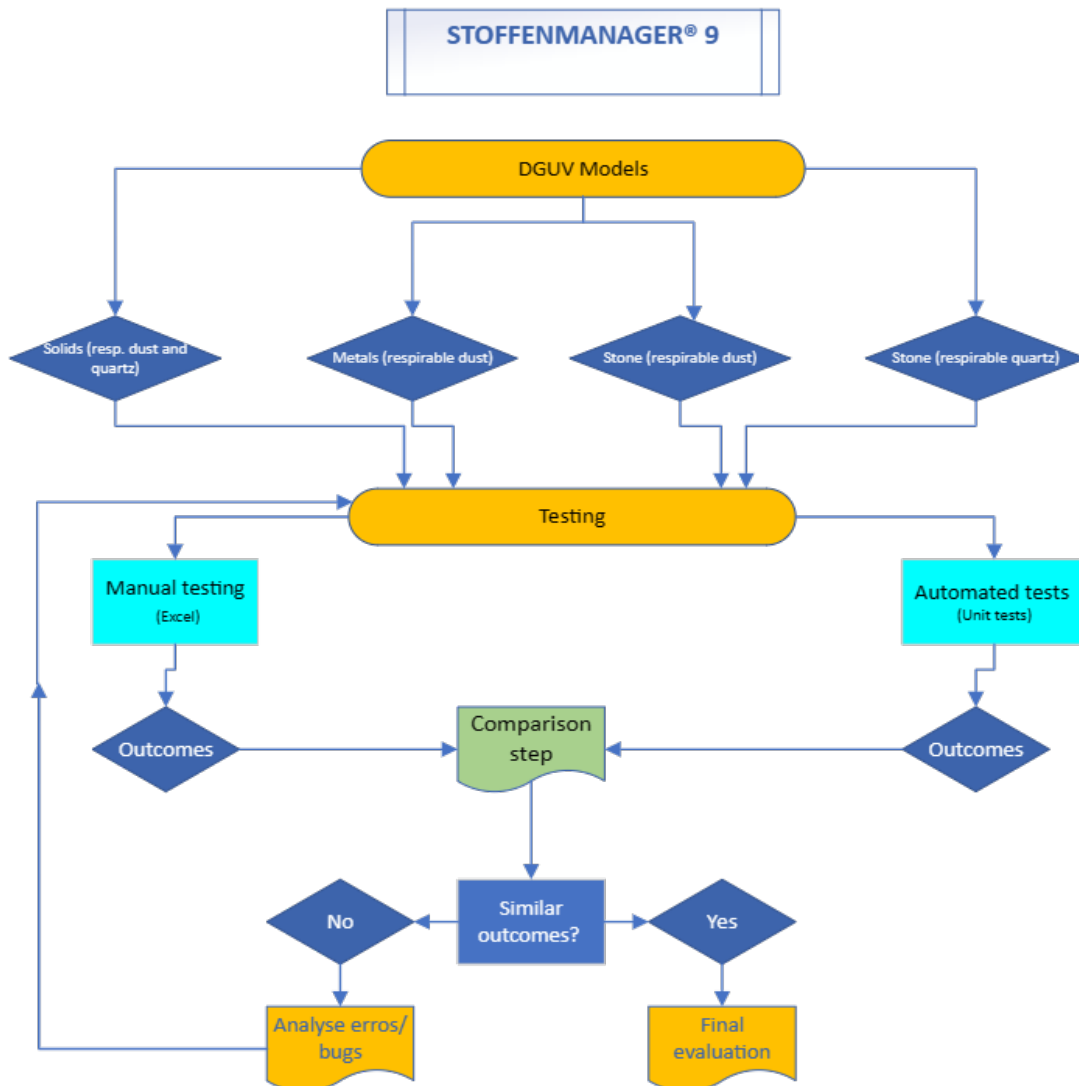 STOFFENMANAGER® 9
DGUV Models
Solids (resp. dust and
quartz)
Metals (respirable dust)
Stone (respirable dust)
Stone (respirable quartz)
Testing
Manual testing
(Excel)
Automated tests
(Unit tests)
Outcomes
Comparison
step
Outcomes
No
Similar
outcomes?
Yes
Analyse erros/
bugs
Final
evaluation